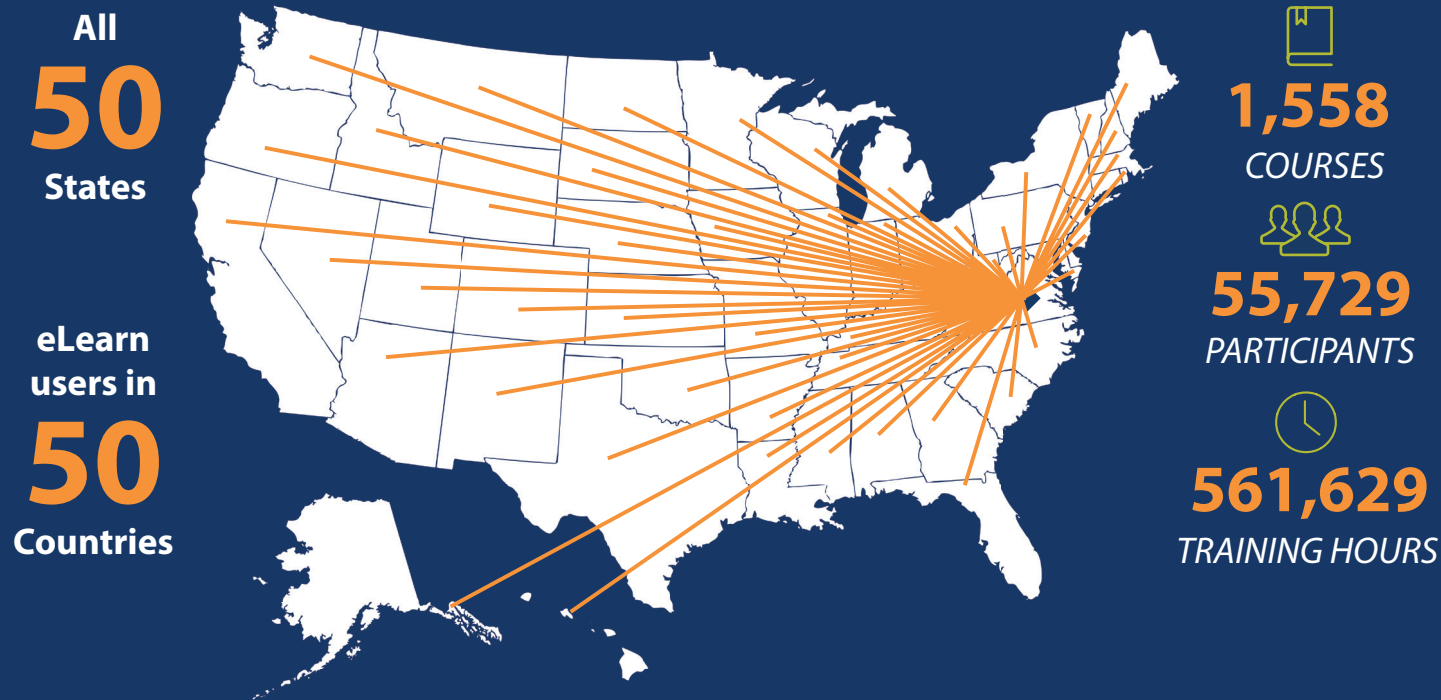 All
50
States
eLearn
users in
50
Countries
1,558
COURSES
55,729
PARTICIPANTS
561,629
TRAINING HOURS